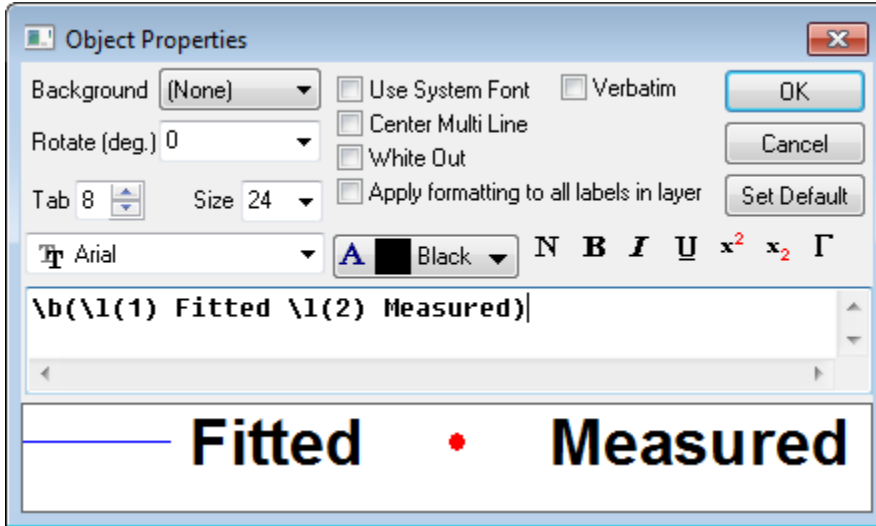 Object Properties
Background (None) Use System Font Verbatim OK
Center Multi Line
Rotate (deg.) 0 White Out Cancel
Tab 8 Size 24 Apply formatting to all labels in layer Set Default
Arial A Black N B I U x² x₂ Γ
\b(\l(1) Fitted \l(2) Measured)
Fitted Measured